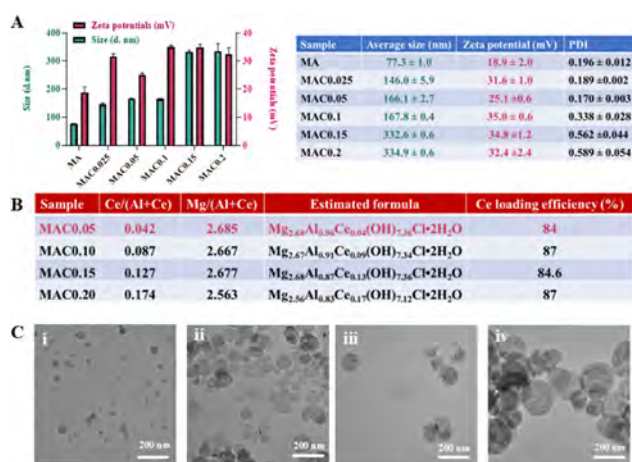 A
Zeta potentials (mV)
Size (d. nm)
Size (d.nm)
400
300
200
100
0
40
30
20
10
0
Zeta potentials (mV)
MA
MAC0.025
MAC0.05
MAC0.1
MAC0.15
MAC0.2
Sample Average size (nm) Zeta potential (mV) PDI
MA 77.3 ± 1.0 18.9 ± 2.0 0.196 ± 0.012
MAC0.025 146.0 ± 5.9 31.6 ± 1.0 0.189 ±0.002
MAC0.05 166.1 ± 2.7 25.1 ±0.6 0.170 ± 0.003
MAC0.1 167.8 ± 0.4 35.0 ± 0.6 0.338 ± 0.028
MAC0.15 332.6 ± 0.6 34.8 ±1.2 0.562 ±0.044
MAC0.2 334.9 ± 0.6 32.4 ±2.4 0.589 ± 0.054
B
Sample Ce/(Al+Ce) Mg/(Al+Ce) Estimated formula Ce loading efficiency (%)
MAC0.05 0.042 2.685 Mg2.68Al0.96Ce0.04(OH)7.36Cl•2H2O 84
MAC0.10 0.087 2.667 Mg2.67Al0.91Ce0.09(OH)7.34Cl•2H2O 87
MAC0.15 0.127 2.677 Mg2.68Al0.87Ce0.13(OH)7.36Cl•2H2O 84.6
MAC0.20 0.174 2.563 Mg2.56Al0.83Ce0.17(OH)7.12Cl•2H2O 87
C
i
200 nm
ii
200 nm
iii
200 nm
iv
200 nm